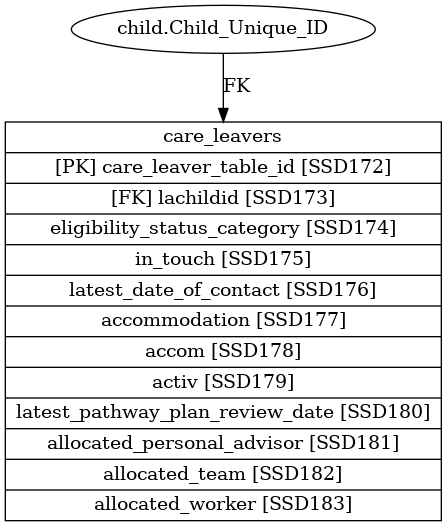 child.Child_Unique_ID
FK
care_leavers
[PK] care_leaver_table_id [SSD172]
[FK] lachildid [SSD173]
eligibility_status_category [SSD174]
in_touch [SSD175]
latest_date_of_contact [SSD176]
accommodation [SSD177]
accom [SSD178]
activ [SSD179]
latest_pathway_plan_review_date [SSD180]
allocated_personal_advisor [SSD181]
allocated_team [SSD182]
allocated_worker [SSD183]